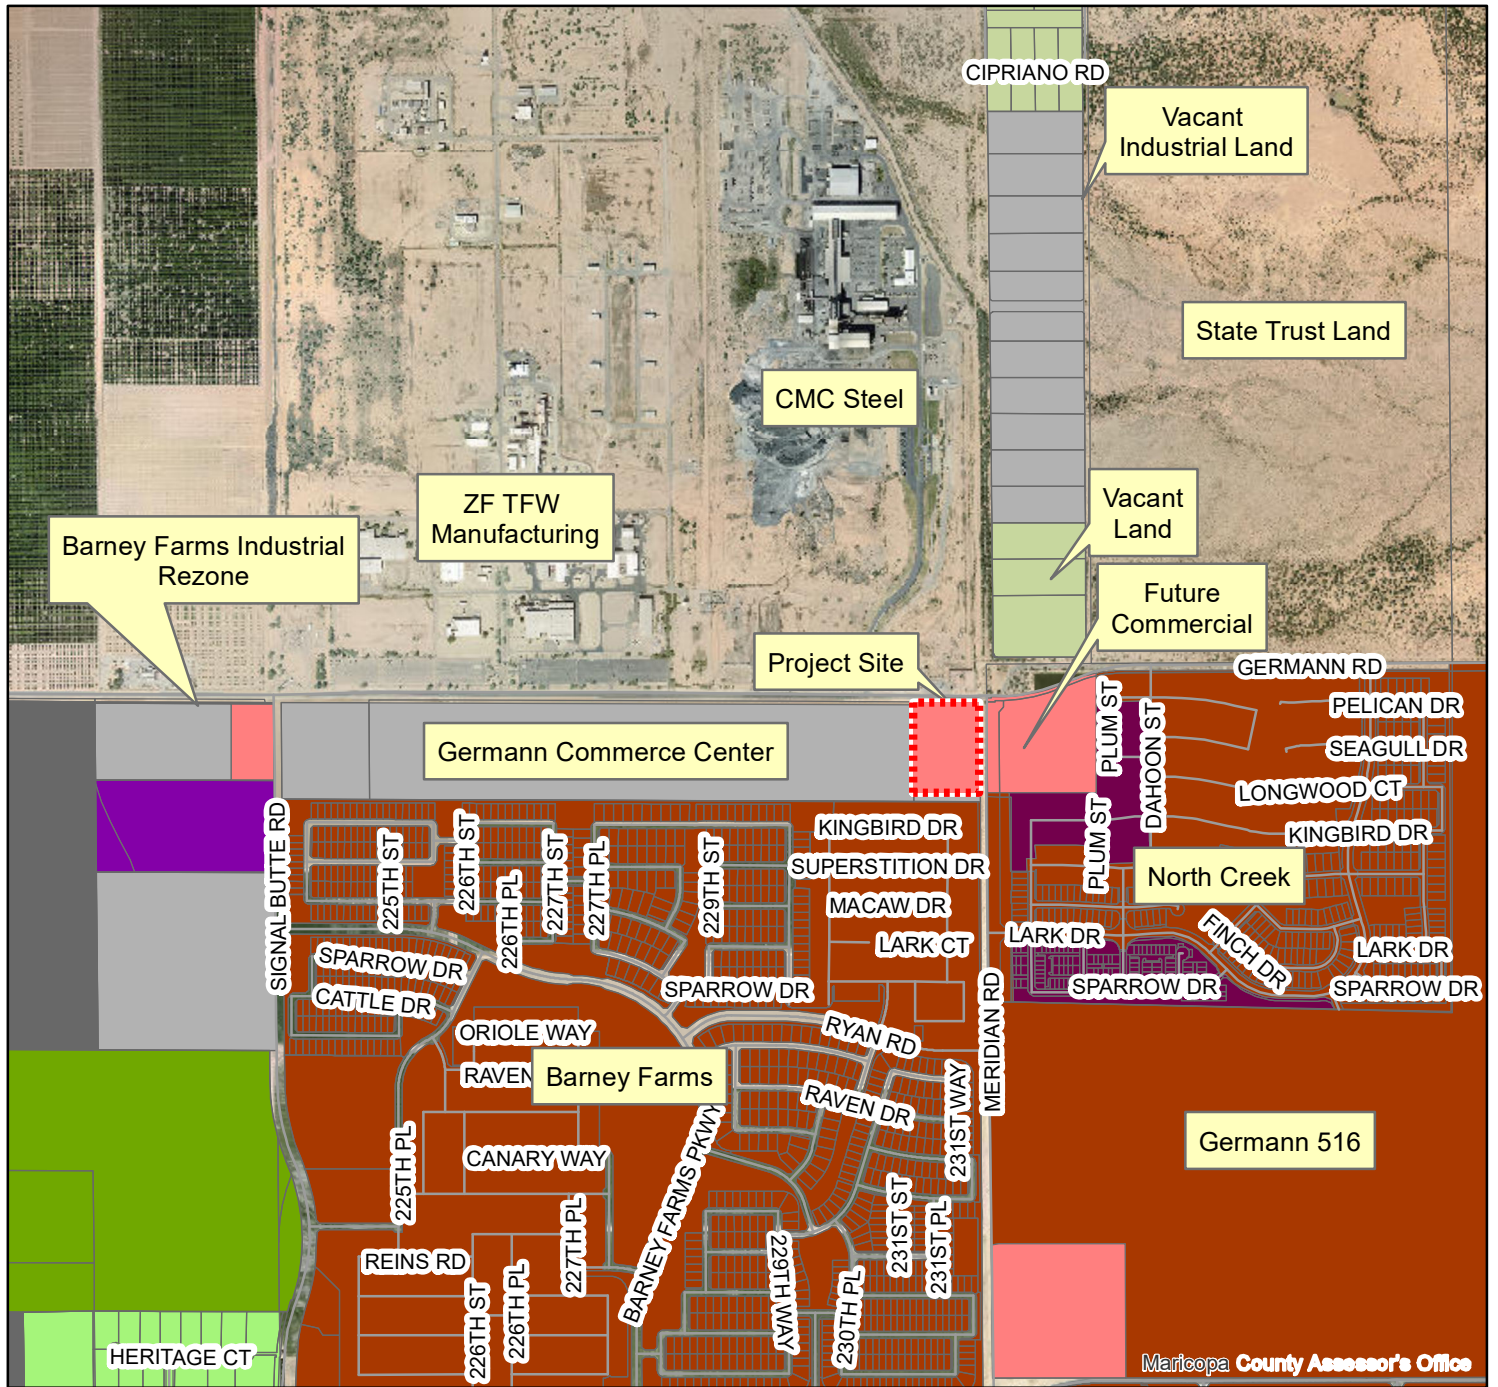 CIPRIANO RD
Vacant
Industrial Land
State Trust Land
CMC Steel
ZF TFW
Manufacturing
Vacant
Land
Barney Farms Industrial
Rezone
Future
Commercial
Project Site
GERMANN RD
PLUM ST
DAHOON ST
PELICAN DR
SEAGULL DR
Germann Commerce Center
LONGWOOD CT
KINGBIRD DR
SIGNAL BUTTE RD
225TH ST
226TH ST
226TH PL
227TH ST
227TH PL
229TH ST
KINGBIRD DR
SUPERSTITION DR
MACAW DR
LARK CT
PLUM ST
North Creek
LARK DR
FINCH DR
LARK DR
SPARROW DR
CATTLE DR
SPARROW DR
MERIDIAN RD
SPARROW DR
SPARROW DR
ORIOLE WAY
RYAN RD
RAVEN
Barney Farms
RAVEN DR
231ST WAY
Germann 516
225TH PL
CANARY WAY
BARNEY FARMS PKWY
231ST ST
231ST PL
REINS RD
227TH PL
226TH ST
226TH PL
229TH WAY
230TH PL
HERITAGE CT
Maricopa County Assessor's Office